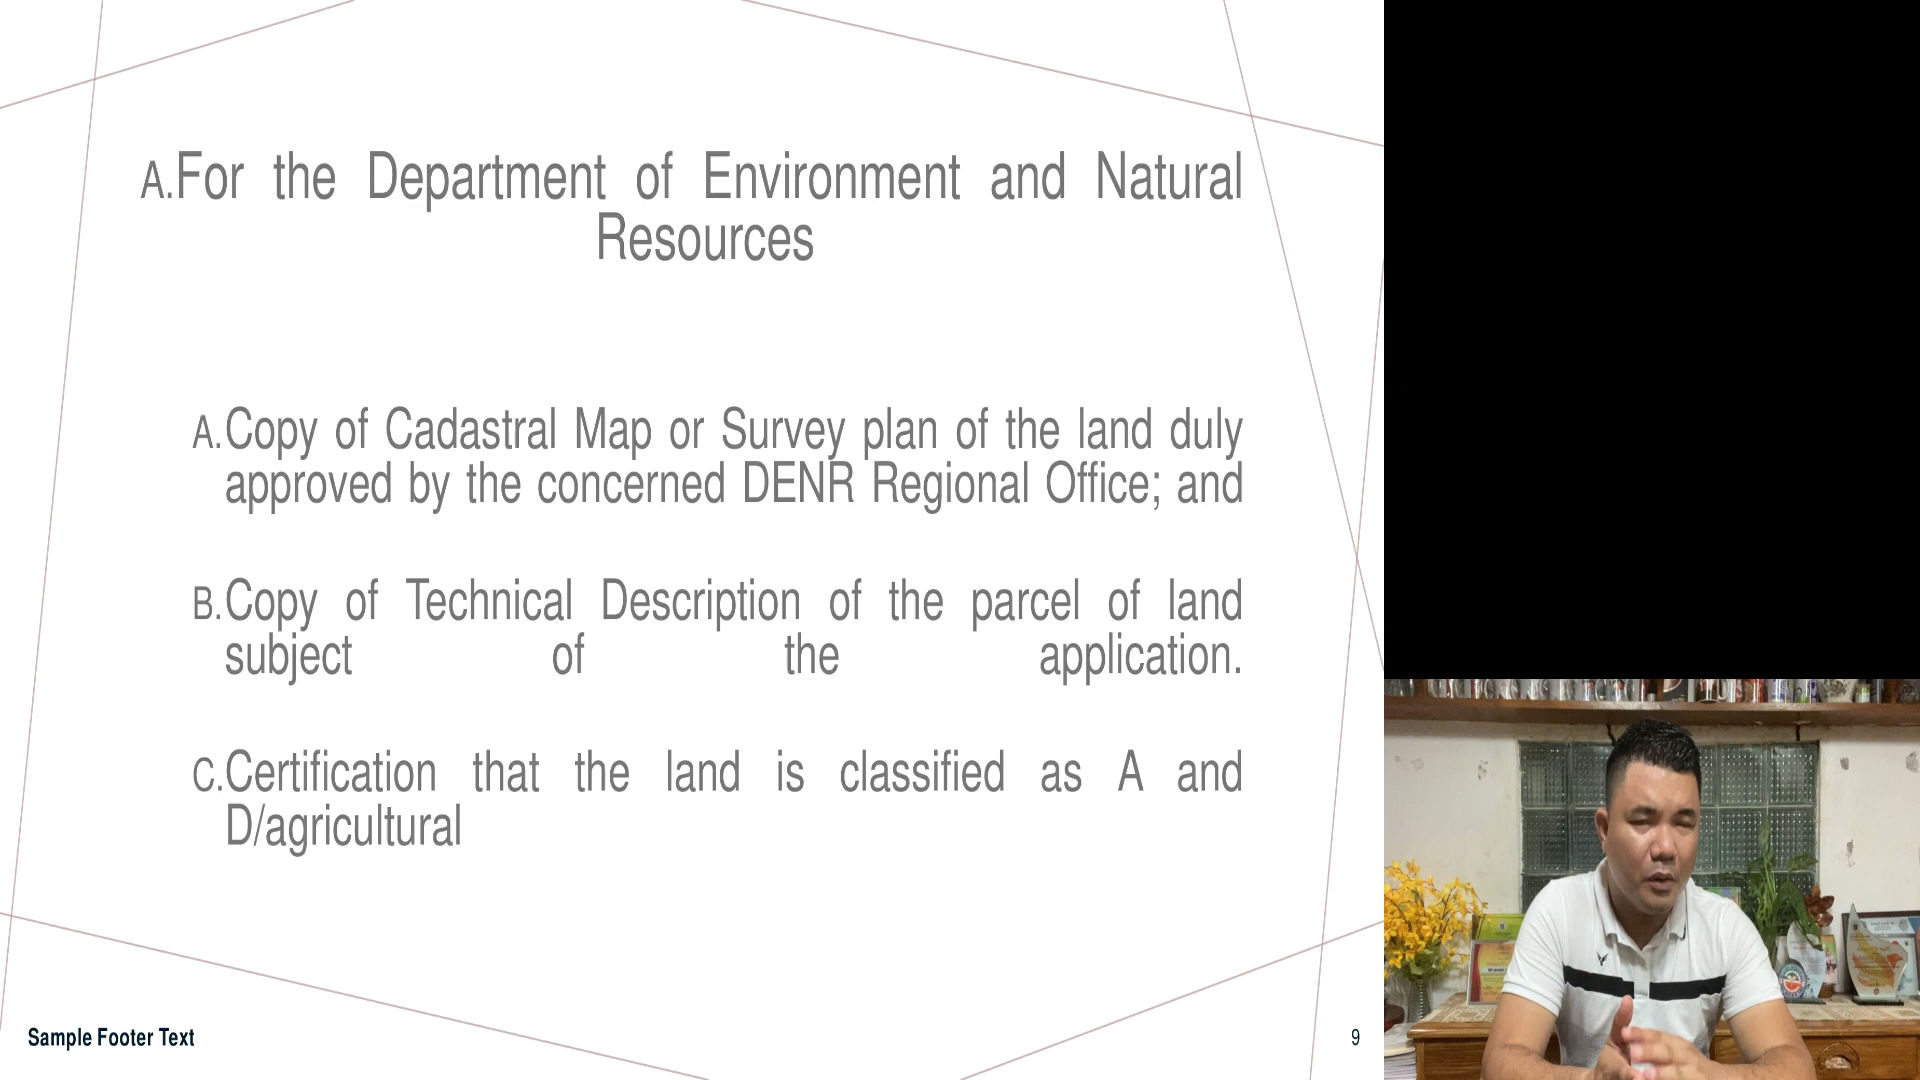 A.For the Department of Environment and Natural
Resources
A.Copy of Cadastral Map or Survey plan of the land duly
approved by the concerned DENR Regional Office; and
B.Copy of Technical Description of the parcel of land
subject of the application.
C.Certification that the land is classified as A and
D/agricultural
Sample Footer Text
9